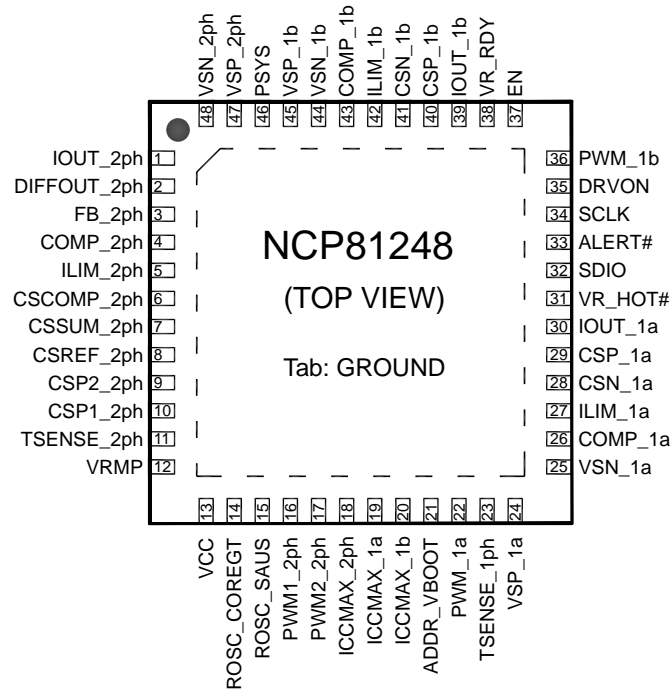 VSN_2ph
VSP_2ph
PSYS
VSP_1b
VSN_1b
COMP_1b
ILIM_1b
CSN_1b
CSP_1b
IOUT_1b
VR_RDY
EN
48
47
46
45
44
43
42
41
40
39
38
37
IOUT_2ph 1
DIFFOUT_2ph 2
FB_2ph 3
COMP_2ph 4
ILIM_2ph 5
CSCOMP_2ph 6
CSSUM_2ph 7
CSREF_2ph 8
CSP2_2ph 9
CSP1_2ph 10
TSENSE_2ph 11
VRMP 12
NCP81248
(TOP VIEW)
Tab: GROUND
36 PWM_1b
35 DRVON
34 SCLK
33 ALERT#
32 SDIO
31 VR_HOT#
30 IOUT_1a
29 CSP_1a
28 CSN_1a
27 ILIM_1a
26 COMP_1a
25 VSN_1a
13
14
15
16
17
18
19
20
21
22
23
24
VCC
ROSC_COREGT
ROSC_SAUS
PWM1_2ph
PWM2_2ph
ICCMAX_2ph
ICCMAX_1a
ICCMAX_1b
ADDR_VBOOT
PWM_1a
TSENSE_1ph
VSP_1a